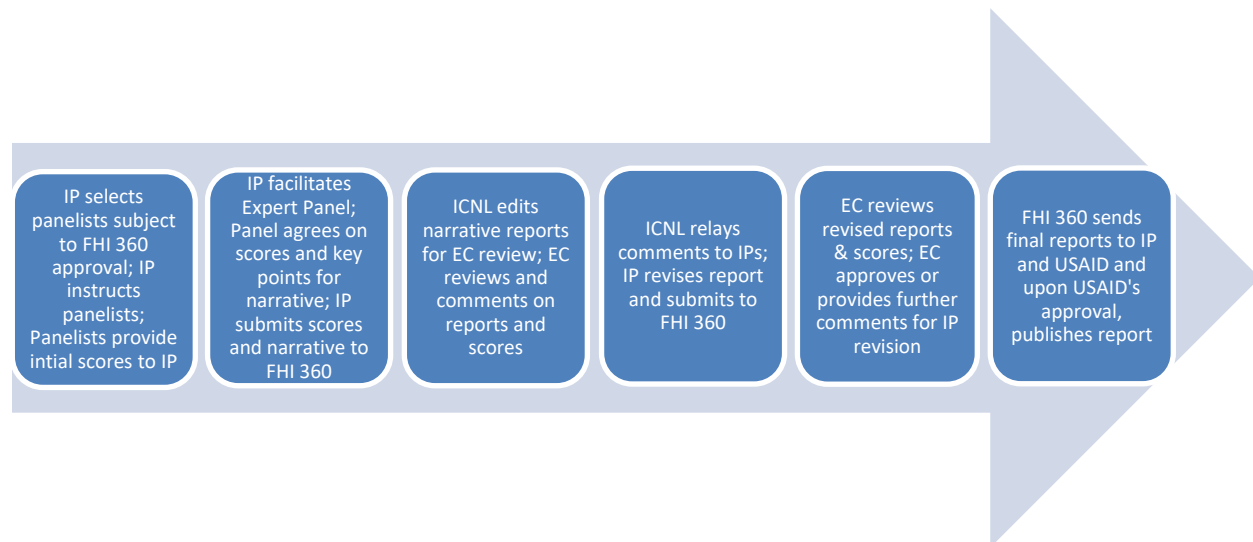 IP selects
panelists subject
to FHI 360
approval; IP
instructs
panelists;
Panelists provide
intial scores to IP
IP facilitates
Expert Panel;
Panel agrees on
scores and key
points for
narrative; IP
submits scores
and narrative to
FHI 360
ICNL edits
narrative reports
for EC review; EC
reviews and
comments on
reports and
scores
ICNL relays
comments to IPs;
IP revises report
and submits to
FHI 360
EC reviews
revised reports
& scores; EC
approves or
provides further
comments for IP
revision
FHI 360 sends
final reports to IP
and USAID and
upon USAID's
approval,
publishes report